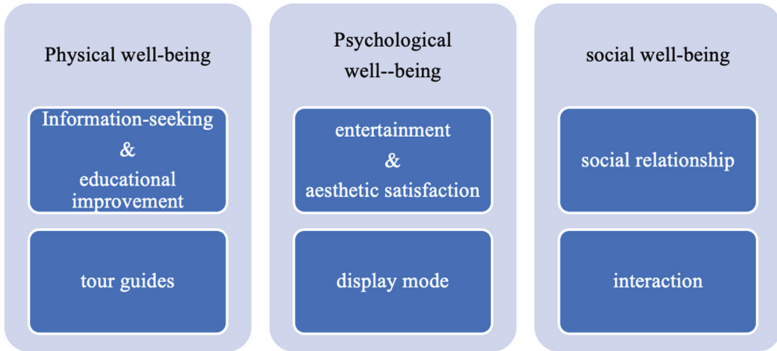 Physical well-being
Information-seeking
&
educational
improvement
tour guides
Psychological
well--being
entertainment
&
aesthetic satisfaction
display mode
social well-being
social relationship
interaction